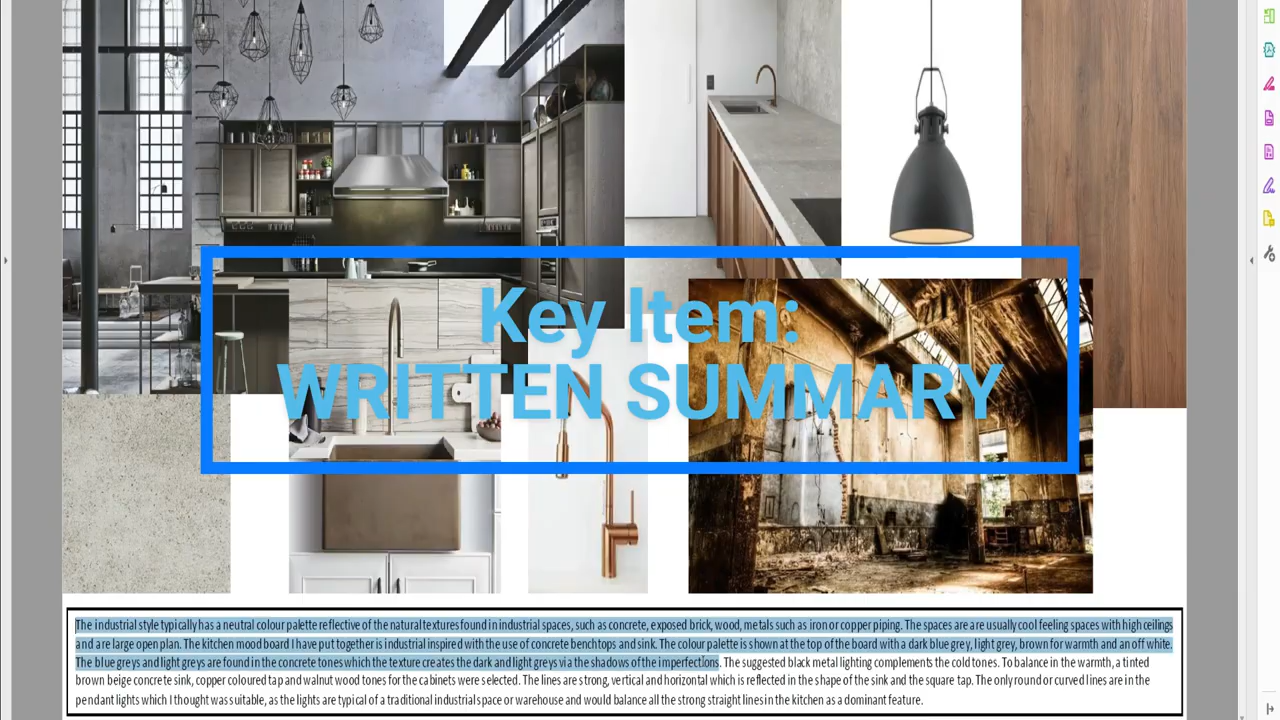 Key Item:
WRITTEN SUMMARY
The industrial style typically has a neutral colour palette reflective of the natural textures found in industrial spaces, such as concrete, exposed brick, wood, metals such as iron or copper piping. The spaces are are usually cool feeling spaces with high ceilings
and are large open plan. The kitchen mood board I have put together is industrial inspired with the use of concrete benchtops and sink. The colour palette is shown at the top of the board with a dark blue grey, light grey, brown for warmth and an off white.
The blue greys and light greys are found in the concrete tones which the texture creates the dark and light greys via the shadows of the imperfections. The suggested black metal lighting complements the cold tones. To balance in the warmth, a tinted
brown beige concrete sink, copper coloured tap and walnut wood tones for the cabinets were selected. The lines are strong, vertical and horizontal which is reflected in the shape of the sink and the square tap. The only round or curved lines are in the
pendant lights which I thought was suitable, as the lights are typical of a traditional industrial space or warehouse and would balance all the strong straight lines in the kitchen as a dominant feature.